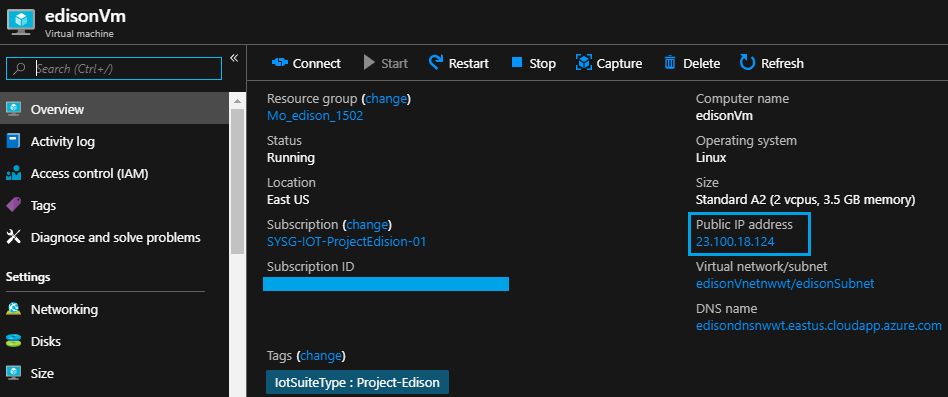 edisonVm
Virtual machine
Search (Ctrl+/)
«
Overview
Activity log
Access control (IAM)
Tags
Diagnose and solve problems
Settings
Networking
Disks
Size
Connect Start Restart Stop Capture Delete Refresh
Resource group (change)
Mo_edison_1502
Status
Running
Location
East US
Subscription (change)
SYSG-IOT-ProjectEdision-01
Subscription ID
Computer name
edisonVm
Operating system
Linux
Size
Standard A2 (2 vcpus, 3.5 GB memory)
Public IP address
23.100.18.124
Virtual network/subnet
edisonVnetnwwt/edisonSubnet
DNS name
edisondnsnwwt.eastus.cloudapp.azure.com
Tags (change)
IotSuiteType : Project-Edison